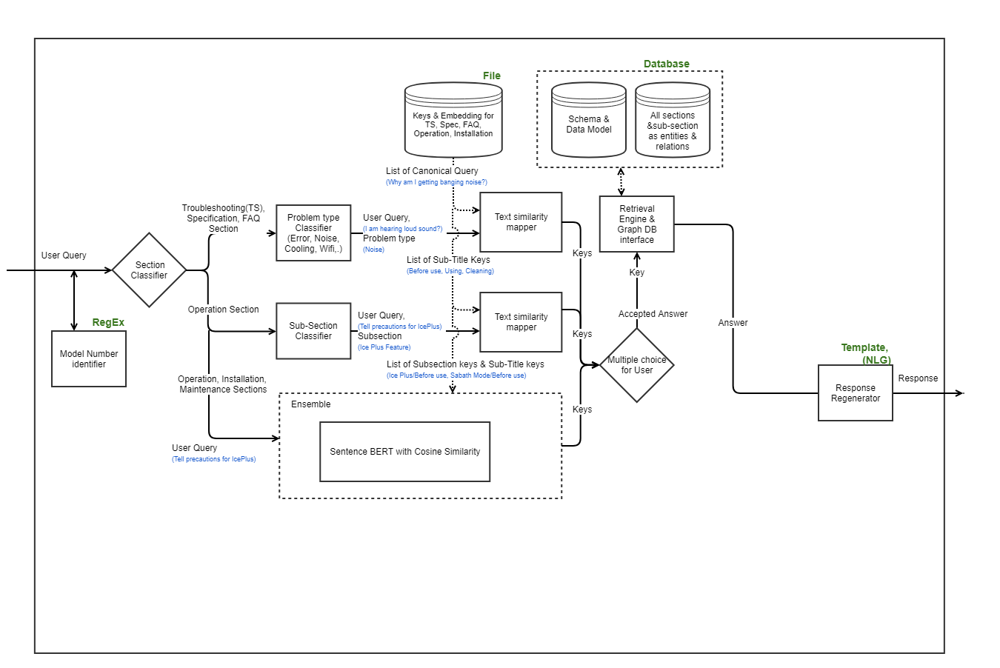 Database
File
Keys & Embedding for
TS, Spec, FAQ,
Operation, Installation
Schema &
Data Model
All sections
&sub-section
as entities &
relations
List of Canonical Query
(Why am I getting banging noise?)
Troubleshooting(TS),
Specification, FAQ
Section
Problem type
Classifier
(Error, Noise,
Cooling, Wifi,.)
User Query,
(I am hearing loud sound?)
Problem type
(Noise)
Text similarity
mapper
Retrieval
Engine &
Graph DB
interface
User Query
Section
Classifier
List of Sub-Title Keys
(Before use, Using, Cleaning)
Keys
Key
Operation Section
RegEx
Model Number
identifier
Sub-Section
Classifier
User Query,
(Tell precautions for IcePlus)
Subsection
(Ice Plus Feature)
Text similarity
mapper
Keys
Accepted Answer
Answer
Multiple choice
for User
Template,
(NLG)
Response
Regenerator
Response
List of Subsection keys & Sub-Title keys
(Ice Plus/Before use, Sabath Mode/Before use)
Operation, Installation,
Maintenance Sections
Ensemble
Keys
Sentence BERT with Cosine Similarity
User Query
(Tell precautions for IcePlus)